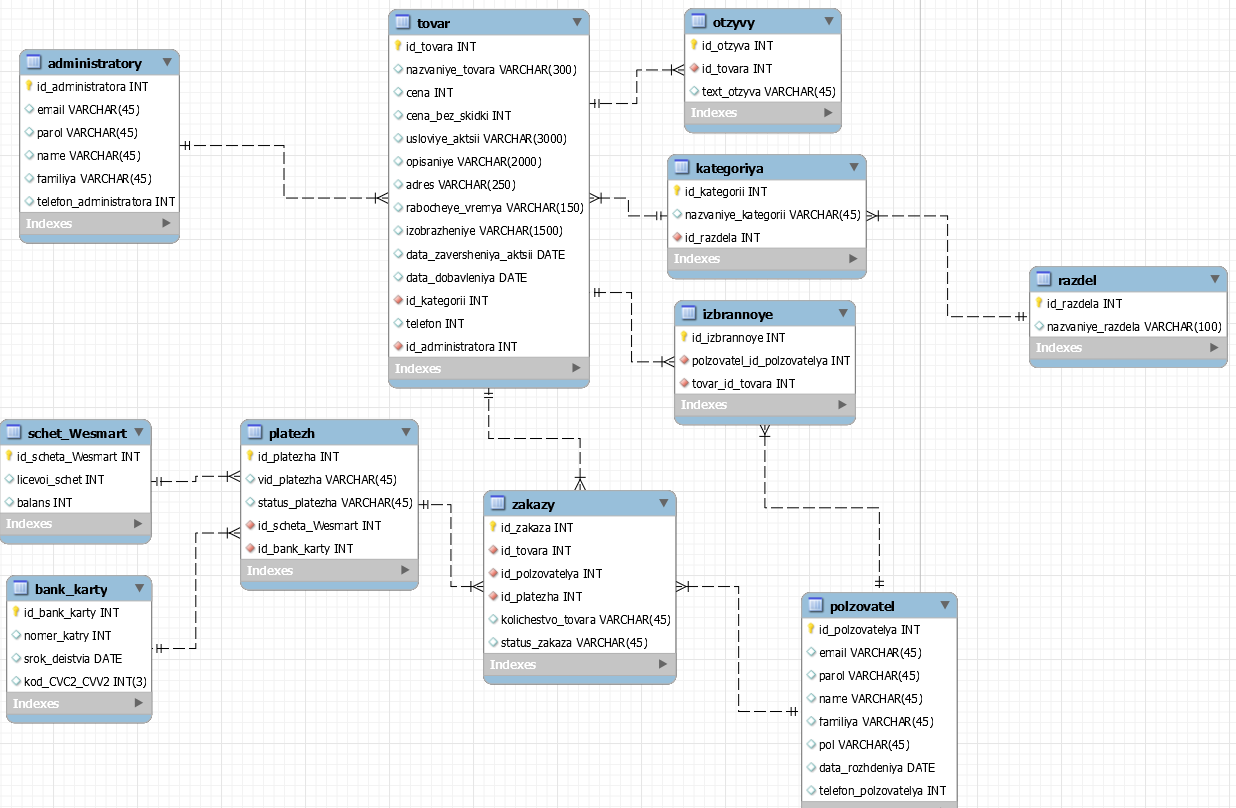 administratory
id_administratora INT
email VARCHAR(45)
parol VARCHAR(45)
name VARCHAR(45)
familiya VARCHAR(45)
telefon_administratora INT
Indexes
tovar
id_tovara INT
nazvaniye_tovara VARCHAR(300)
cena INT
cena_bez_skidki INT
usloviye_aktsii VARCHAR(3000)
opisaniye VARCHAR(2000)
adres VARCHAR(250)
rabocheye_vremya VARCHAR(150)
izobrazheniye VARCHAR(1500)
data_zaversheniya_aktsii DATE
data_dobavleniya DATE
id_kategorii INT
telefon INT
id_administratora INT
Indexes
otzyvy
id_otzyva INT
id_tovara INT
text_otzyva VARCHAR(45)
Indexes
kategoriya
id_kategorii INT
nazvaniye_kategorii VARCHAR(45)
id_razdela INT
Indexes
razdel
id_razdela INT
nazvaniye_razdela VARCHAR(100)
Indexes
izbrannoye
id_izbrannoye INT
polzovatel_id_polzovatelya INT
tovar_id_tovara INT
Indexes
schet_Wesmart
id_scheta_Wesmart INT
licevoi_schet INT
balans INT
Indexes
platezh
id_platezha INT
vid_platezha VARCHAR(45)
status_platezha VARCHAR(45)
id_scheta_Wesmart INT
id_bank_karty INT
Indexes
zakazy
id_zakaza INT
id_tovara INT
id_polzovatelya INT
id_platezha INT
kolichestvo_tovara VARCHAR(45)
status_zakaza VARCHAR(45)
Indexes
bank_karty
id_bank_karty INT
nomer_katry INT
srok_deistvia DATE
kod_CVC2_CVV2 INT(3)
Indexes
polzovatel
id_polzovatelya INT
email VARCHAR(45)
parol VARCHAR(45)
name VARCHAR(45)
familiya VARCHAR(45)
pol VARCHAR(45)
data_rozhdeniya DATE
telefon_polzovatelya INT